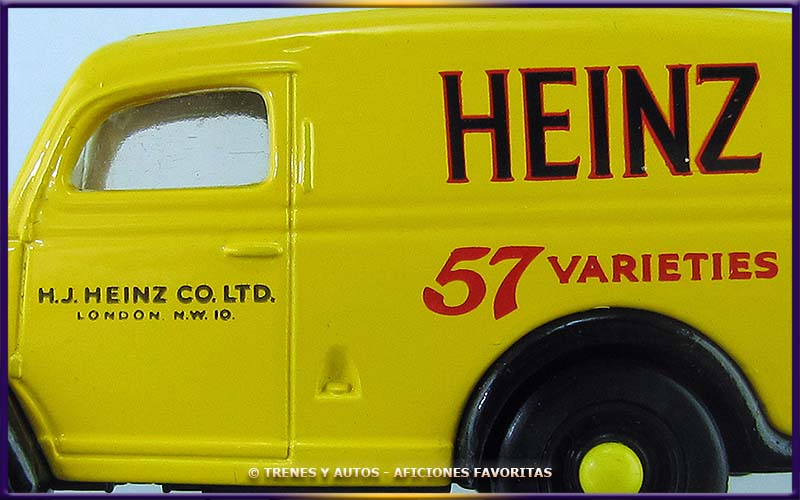 HEINZ
57 VARIETIES
H.J. HEINZ CO. LTD.
LONDON. N.W. 10.
© TRENES Y AUTOS - AFICIONES FAVORITAS